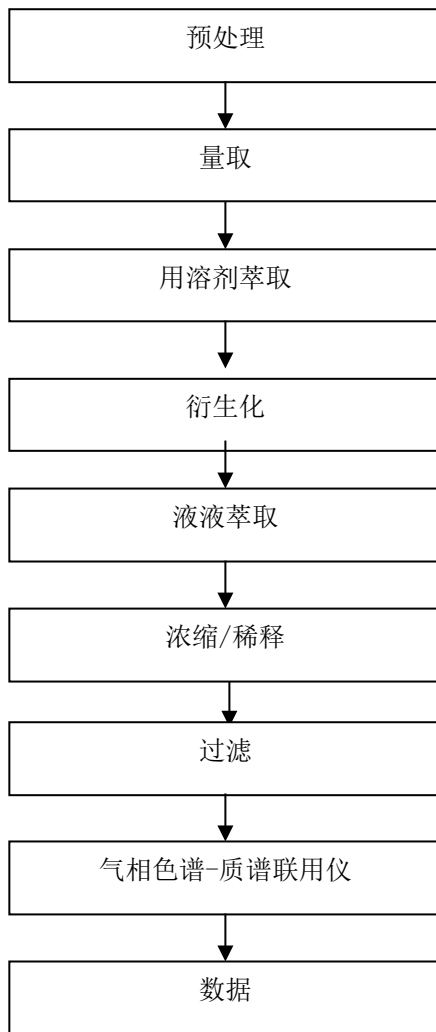 预处理
量取
用溶剂萃取
衍生化
液液萃取
浓缩/稀释
过滤
气相色谱-质谱联用仪
数据